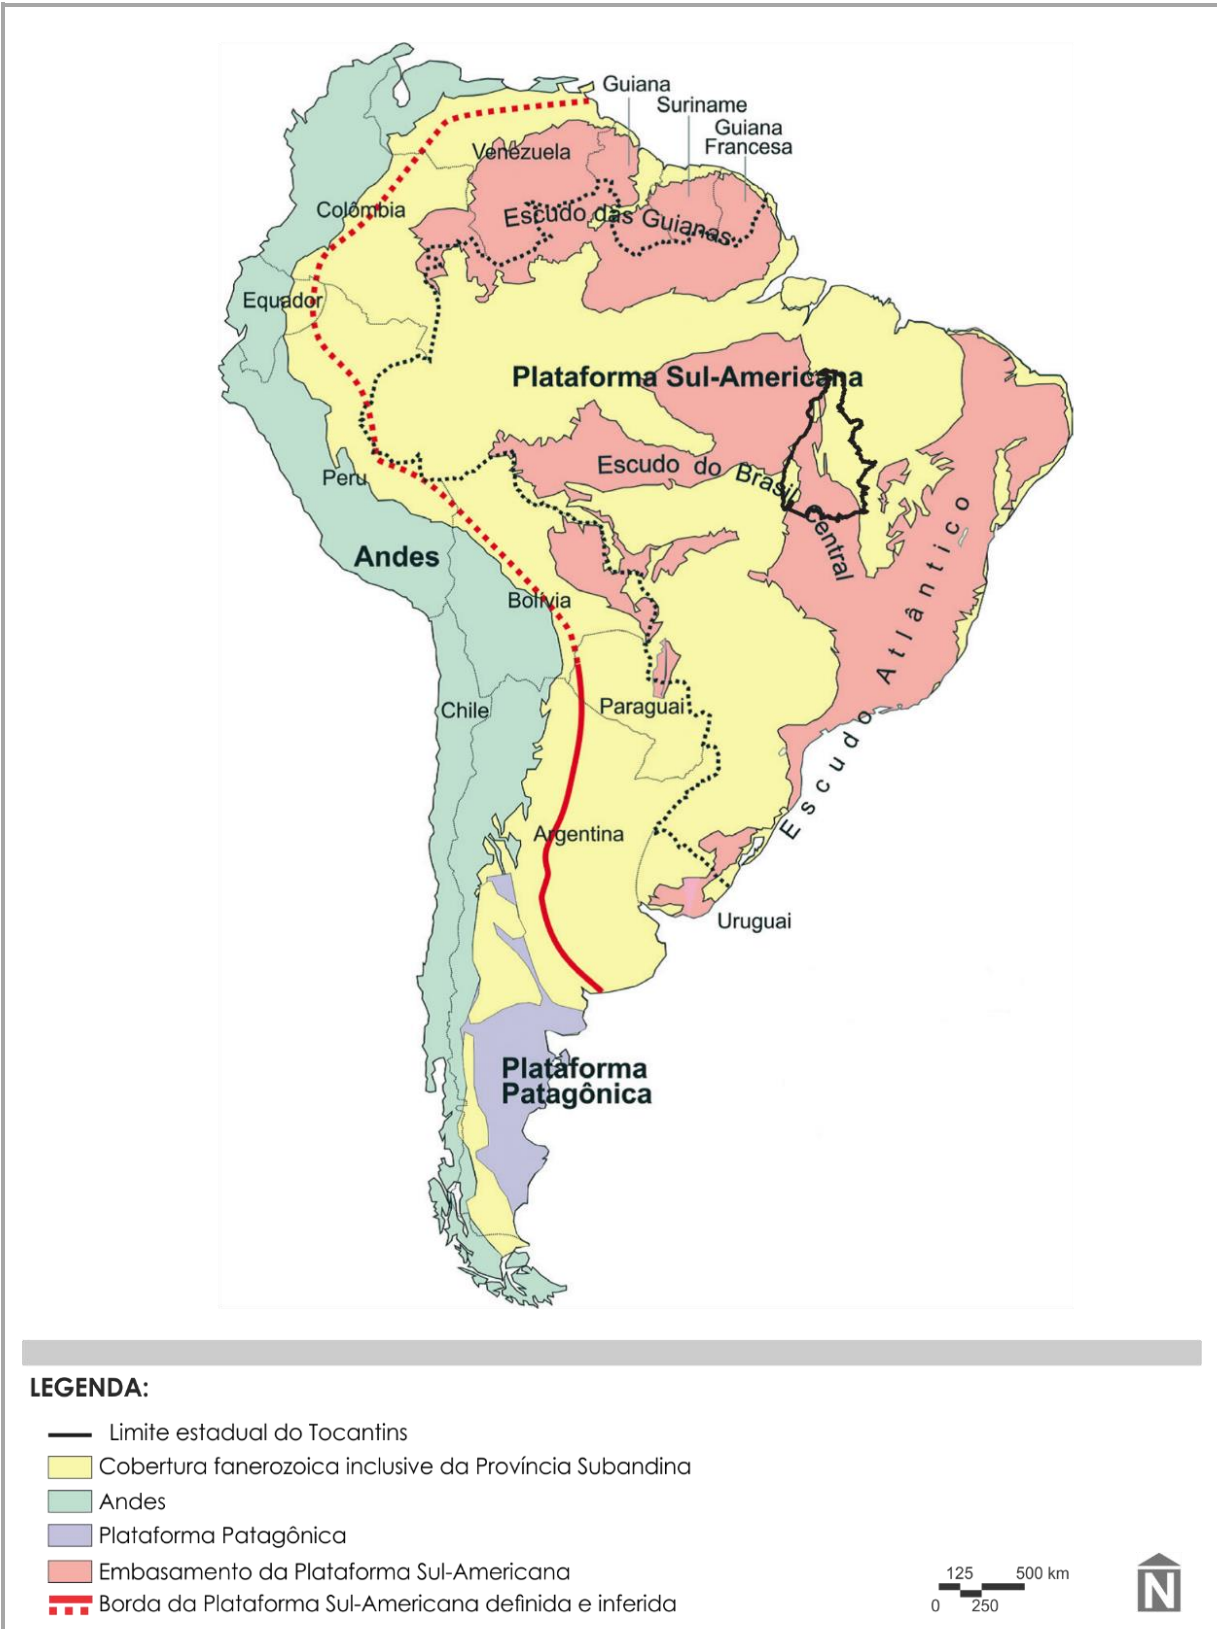 Guiana
Suriname
Guiana
Francesa
Venezuela
Colômbia
Escudo das Guianas
Equador
Plataforma Sul-Americana
Escudo do Brasil Central
Peru
Andes
Bolívia
Escudo Atlântico
Chile
Paraguai
Argentina
Uruguai
Plataforma
Patagônica
LEGENDA:
Limite estadual do Tocantins
Cobertura fanerozoica inclusive da Província Subandina
Andes
Plataforma Patagônica
Embasamento da Plataforma Sul-Americana
Borda da Plataforma Sul-Americana definida e inferida
125 500 km
0 250
N